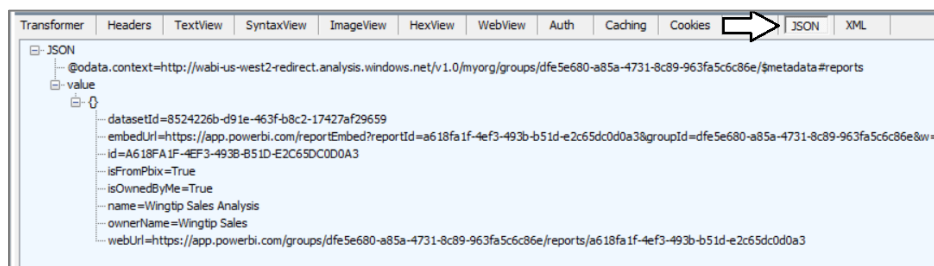 Transformer Headers TextView SyntaxView ImageView HexView WebView Auth Caching Cookies JSON XML
JSON
@odata.context=http://wabi-us-west2-redirect.analysis.windows.net/v1.0/myorg/groups/dfe5e680-a85a-4731-8c89-963fa5c6c86e/$metadata#reports
value
{}
datasetId=8524226b-d91e-463f-b8c2-17427af29659
embedUrl=https://app.powerbi.com/reportEmbed?reportId=a618fa1f-4ef3-493b-b51d-e2c65dc0d0a3&groupId=dfe5e680-a85a-4731-8c89-963fa5c6c86e&w=
id=A618FA1F-4EF3-493B-B51D-E2C65DC0D0A3
isFromPbix=True
isOwnedByMe=True
name=Wingtip Sales Analysis
ownerName=Wingtip Sales
webUrl=https://app.powerbi.com/groups/dfe5e680-a85a-4731-8c89-963fa5c6c86e/reports/a618fa1f-4ef3-493b-b51d-e2c65dc0d0a3